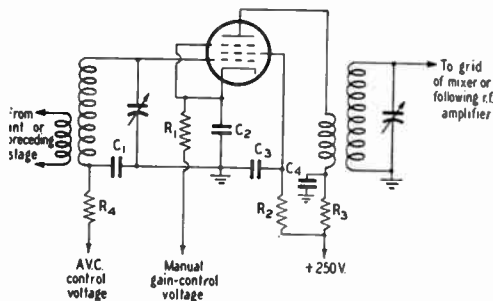 To grid
of mixer or
following r.f.
amplifier
From
ant or
preceding
stage
C1
R1
C2
C3
C4
R4
R2
R3
A.V.C.
control
voltage
Manual
gain-control
voltage
+250V.